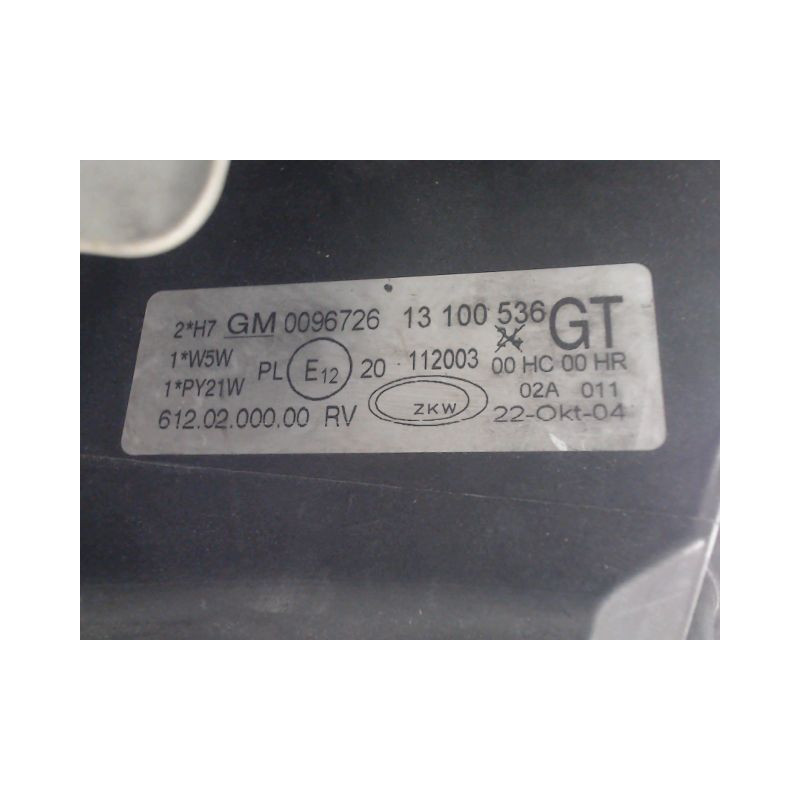 2*H7 GM 0096726 13 100 536 GT
1*W5W PL E12 20 112003 00 HC 00 HR
1*PY21W 02A 011
612.02.000.00 RV ZKW 22-Okt-04